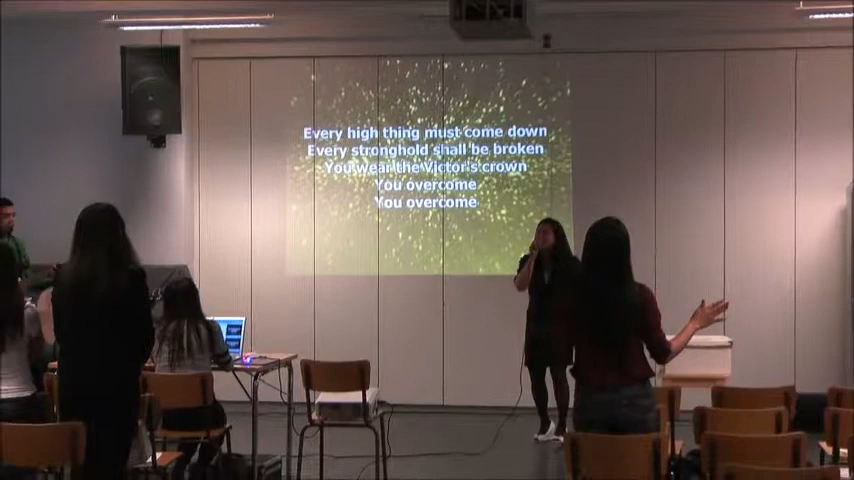 Every high thing must come down
Every stronghold shall be broken
You wear the Victor's crown
You overcome
You overcome